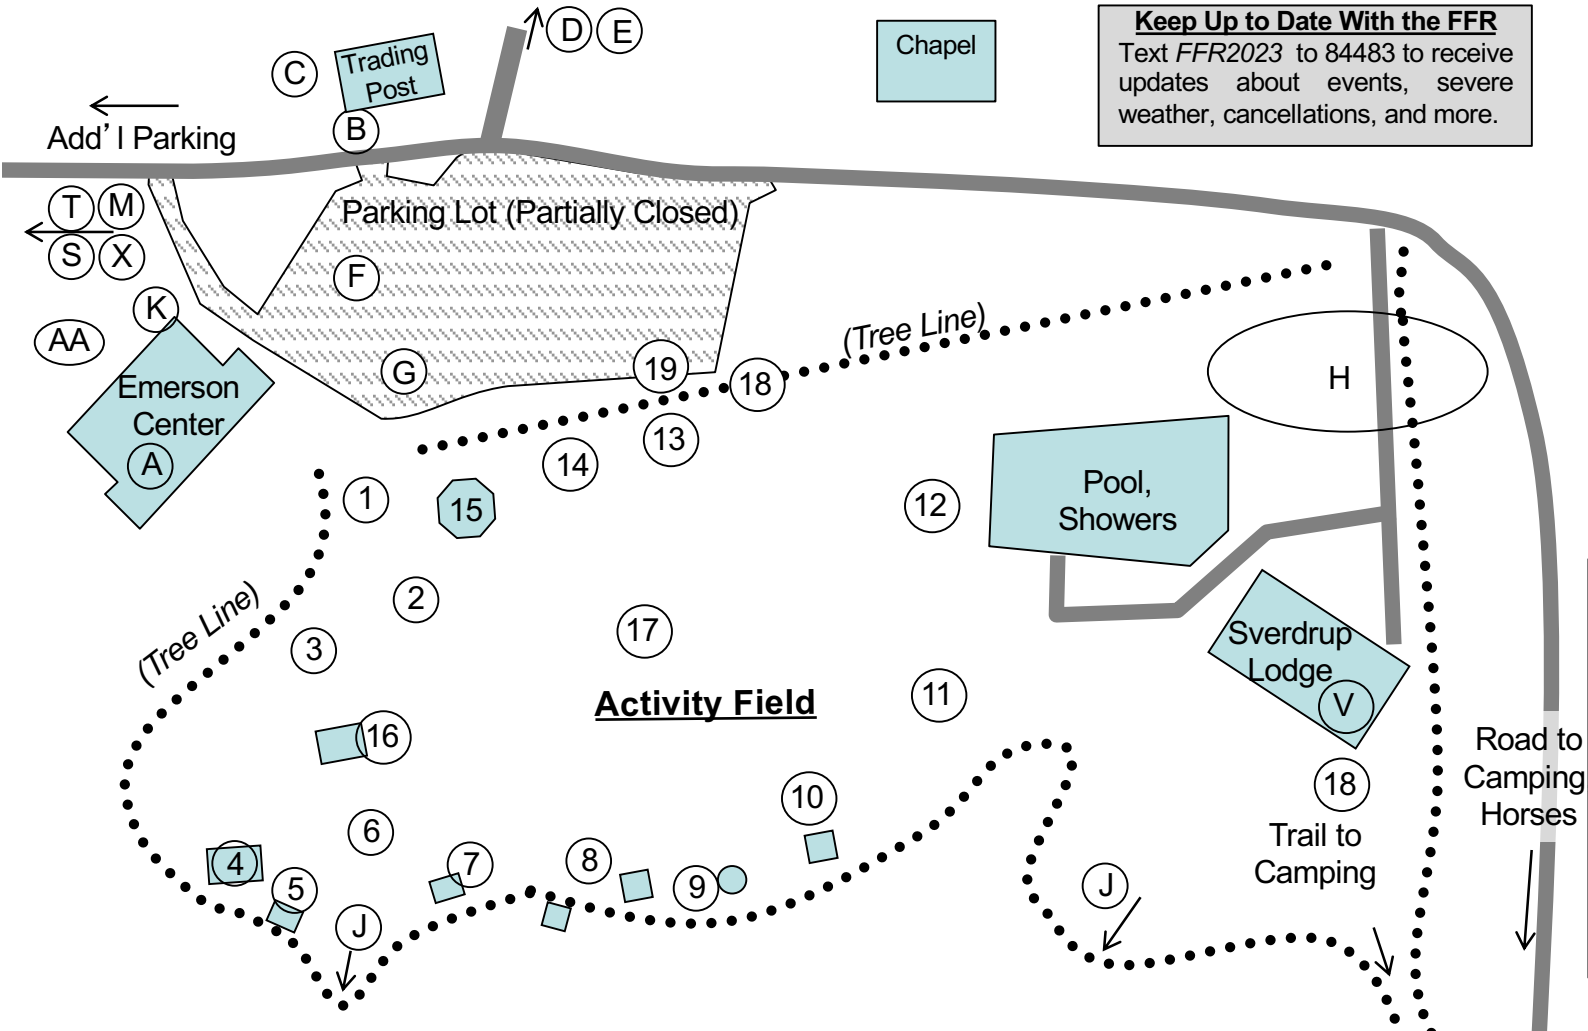 D
E
Chapel
Keep Up to Date With the FFR
Text FFR2023 to 84483 to receive
updates about events, severe
weather, cancellations, and more.
C
Trading
Post
B
Add' l Parking
T
M
S
X
Parking Lot (Partially Closed)
F
K
AA
G
19
18
(Tree Line)
H
Emerson
Center
A
13
14
1
15
12
Pool,
Showers
2
(Tree Line)
3
17
Sverdrup
Lodge
V
11
Activity Field
16
Road to
Camping
Horses
18
Trail to
Camping
10
6
4
5
7
8
9
J
J